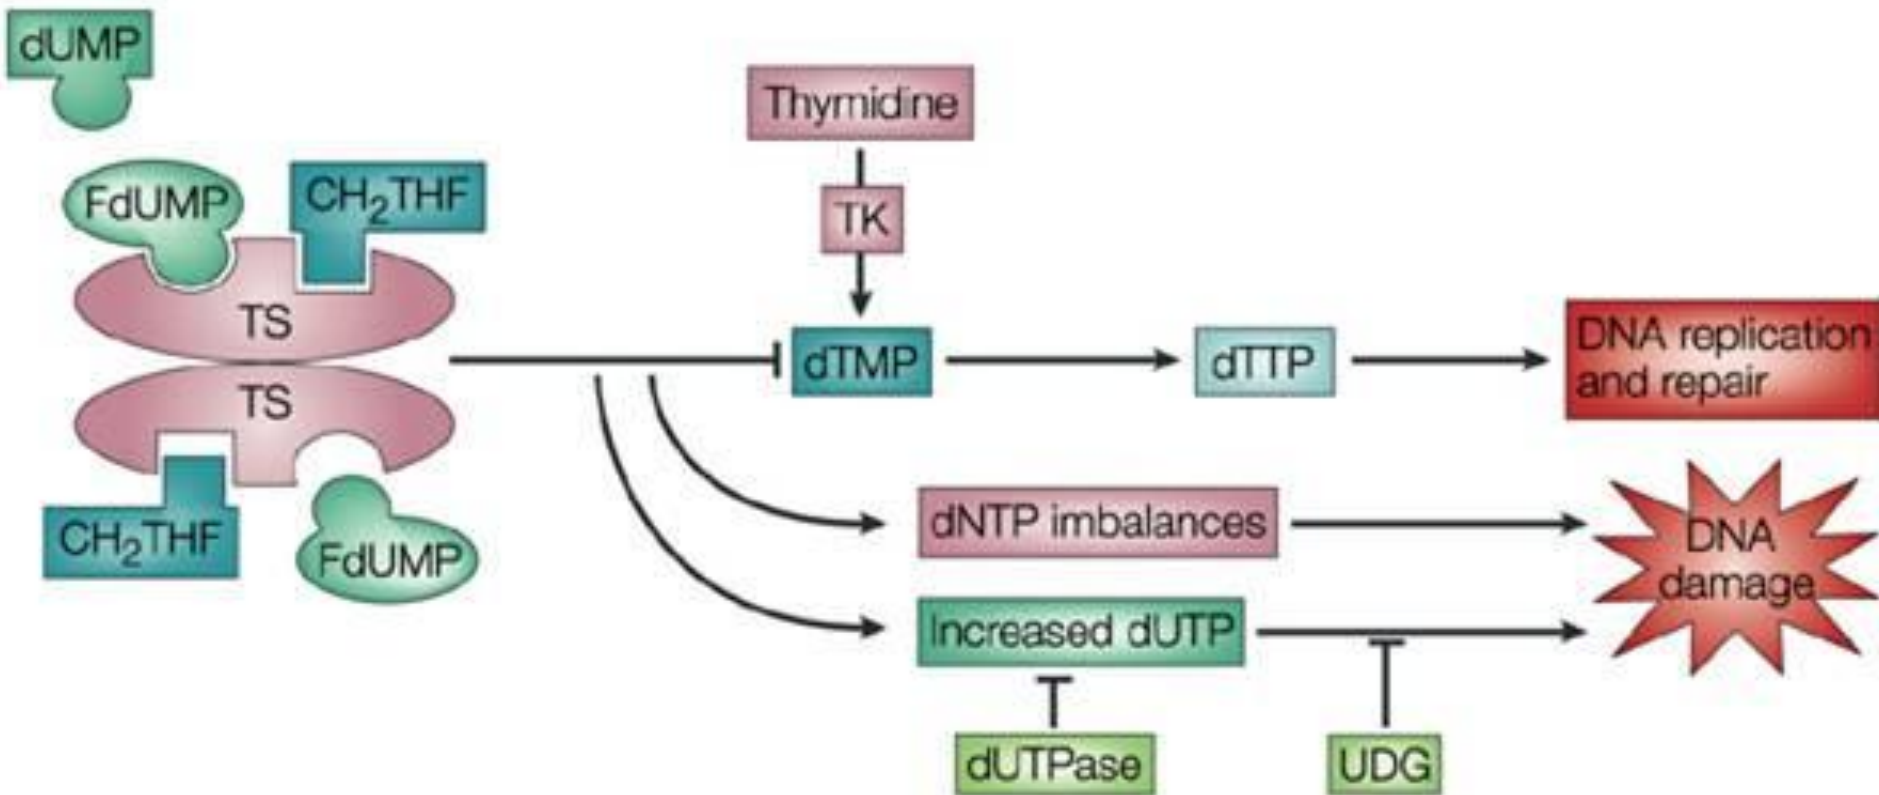 dUMP
FdUMP
CH₂THF
TS
TS
CH₂THF
FdUMP
Thymidine
TK
dTMP
dTTP
DNA replication
and repair
dNTP imbalances
Increased dUTP
DNA
damage
dUTPase
UDG